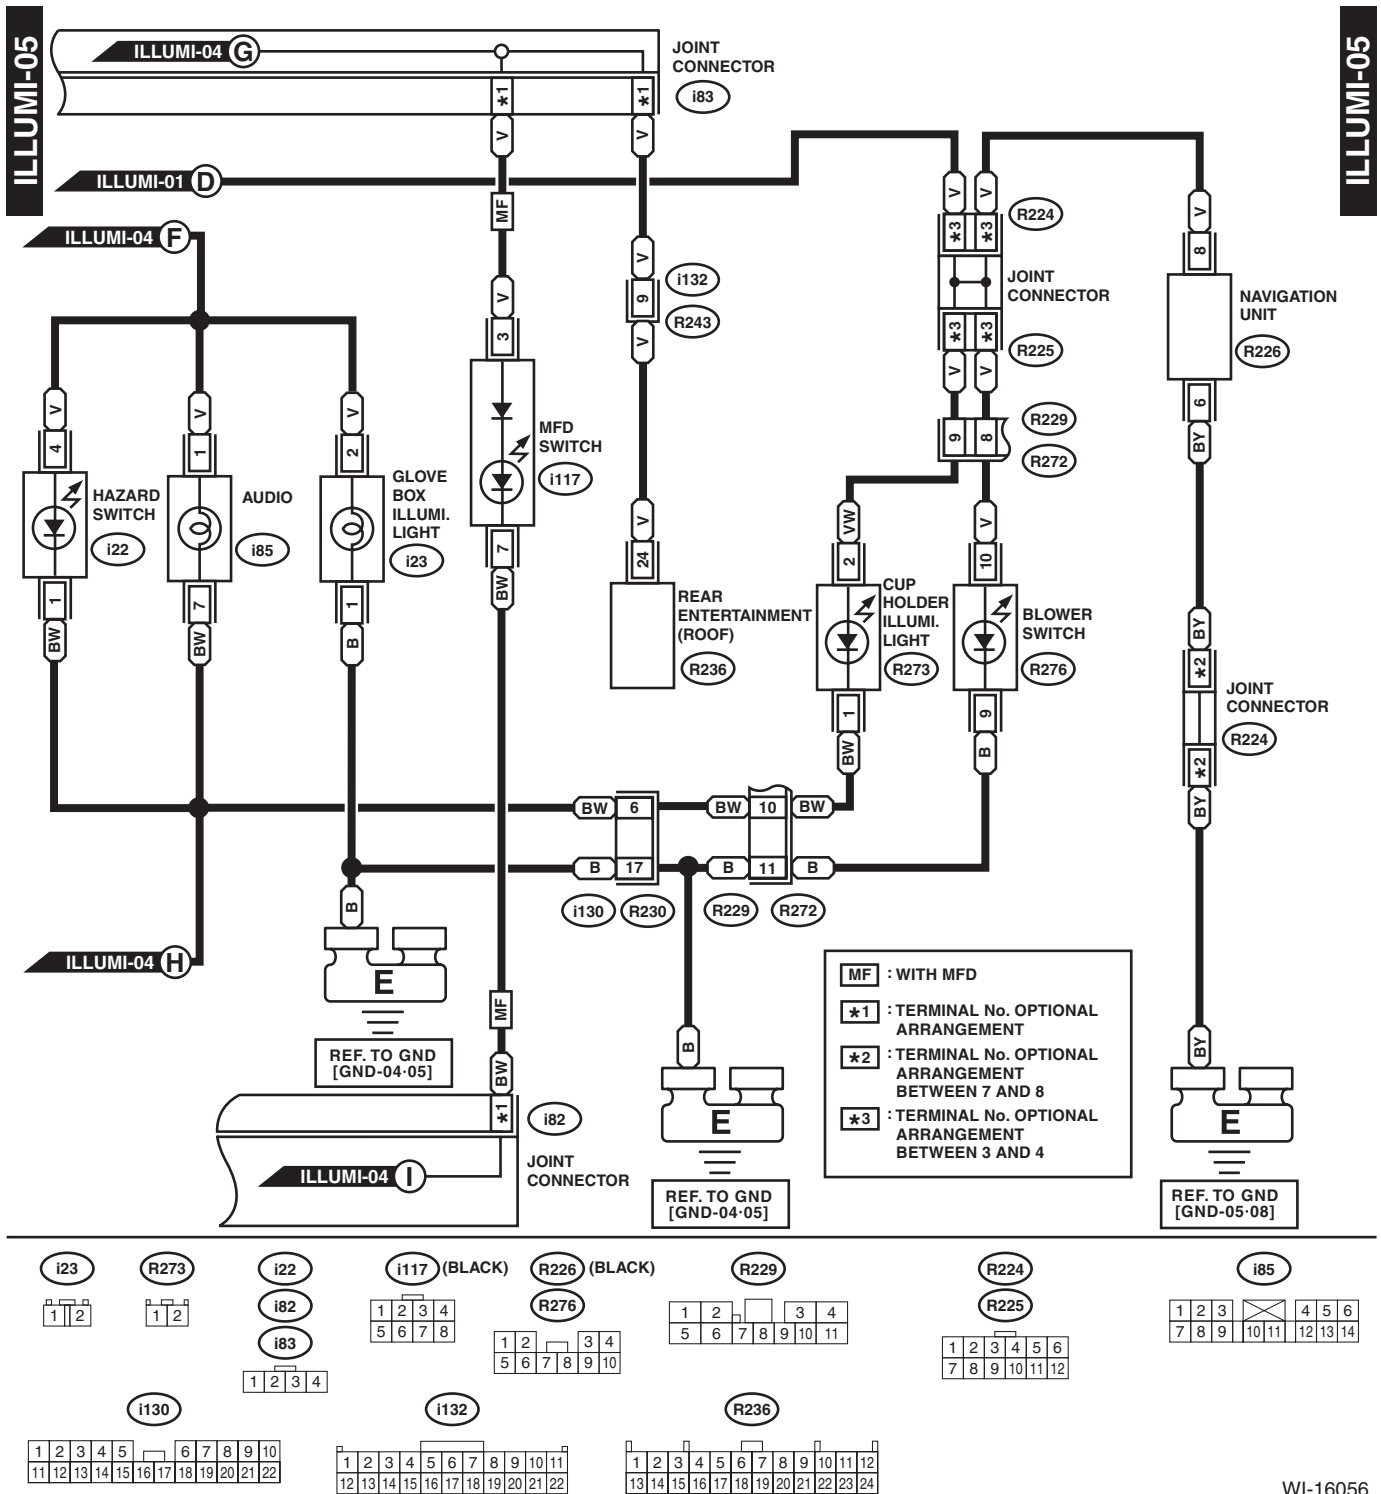 ILLUMI-05
ILLUMI-05
ILLUMI-04 G
JOINT
CONNECTOR
i83
*1
*1
V
V
ILLUMI-01 D
MF
V
V
*3
*3
R224
V
ILLUMI-04 F
V
V
9
i132
R243
V
JOINT
CONNECTOR
8
NAVIGATION
UNIT
R226
3
*3
*3
R225
V
V
6
BY
V
V
V
4
1
2
MFD
SWITCH
i117
9
8
R229
R272
HAZARD
SWITCH
i22
AUDIO
i85
GLOVE
BOX
ILLUMI.
LIGHT
i23
7
BW
V
24
VW
V
2
10
1
7
1
BW
BW
B
REAR
ENTERTAINMENT
(ROOF)
R236
CUP
HOLDER
ILLUMI.
LIGHT
R273
BLOWER
SWITCH
R276
BY
*2
JOINT
CONNECTOR
R224
*2
BY
1
9
BW
B
BW 6
BW 10 BW
B 17
B 11 B
i130
R230
R229
R272
B
ILLUMI-04 H
E
REF. TO GND
[GND-04·05]
MF
BW
*1
i82
ILLUMI-04 I
JOINT
CONNECTOR
B
E
REF. TO GND
[GND-04·05]
MF : WITH MFD
*1 : TERMINAL No. OPTIONAL
ARRANGEMENT
*2 : TERMINAL No. OPTIONAL
ARRANGEMENT
BETWEEN 7 AND 8
*3 : TERMINAL No. OPTIONAL
ARRANGEMENT
BETWEEN 3 AND 4
BY
E
REF. TO GND
[GND-05·08]
i23
1 2
R273
1 2
i22
i82
i83
1 2 3 4
i117 (BLACK)
1 2 3 4
5 6 7 8
R226 (BLACK)
R276
1 2 3 4
5 6 7 8 9 10
R229
1 2 3 4
5 6 7 8 9 10 11
R224
R225
1 2 3 4 5 6
7 8 9 10 11 12
i85
1 2 3 4 5 6
7 8 9 10 11 12 13 14
i130
1 2 3 4 5 6 7 8 9 10
11 12 13 14 15 16 17 18 19 20 21 22
i132
1 2 3 4 5 6 7 8 9 10 11
12 13 14 15 16 17 18 19 20 21 22
R236
1 2 3 4 5 6 7 8 9 10 11 12
13 14 15 16 17 18 19 20 21 22 23 24
WI-16056